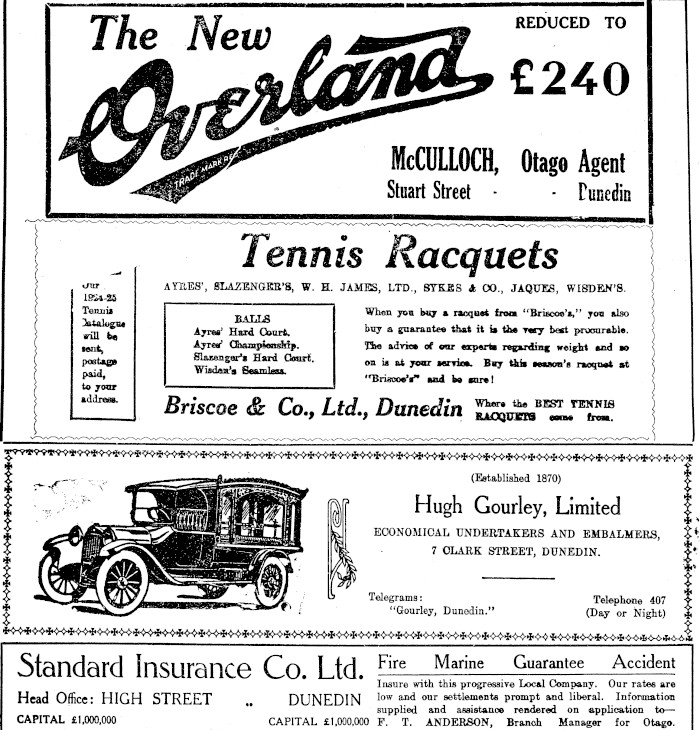 The New
Overland
TRADE MARK REG.
REDUCED TO
£240
McCULLOCH, Otago Agent
Stuart Street - - Dunedin
Tennis Racquets
AYRES', SLAZENGER'S, W. H. JAMES, LTD., SYKES & CO., JAQUES, WISDEN'S.
Our
1924-25
Tennis
Catalogue
will be
sent,
postage
paid,
to your
address.
BALLS
Ayres' Hard Court.
Ayres' Championship.
Slazenger's Hard Court.
Wisden's Seamless.
When you buy a racquet from "Briscoe's," you also
buy a guarantee that it is the very best procurable.
The advice of our experts regarding weight and so
on is at your service. Buy this season's racquet at
"Briscoe's" and be sure!
Briscoe & Co., Ltd., Dunedin
Where the BEST TENNIS
RACQUETS come from.
(Established 1870)
Hugh Gourley, Limited
ECONOMICAL UNDERTAKERS AND EMBALMERS,
7 CLARK STREET, DUNEDIN.
Telegrams:
"Gourley, Dunedin."
Telephone 407
(Day or Night)
Standard Insurance Co. Ltd.
Head Office: HIGH STREET .. DUNEDIN
CAPITAL £1,000,000 CAPITAL £1,000,000
Fire Marine Guarantee Accident
Insure with this progressive Local Company. Our rates are
low and our settlements prompt and liberal. Information
supplied and assistance rendered on application to—
F. T. ANDERSON, Branch Manager for Otago.